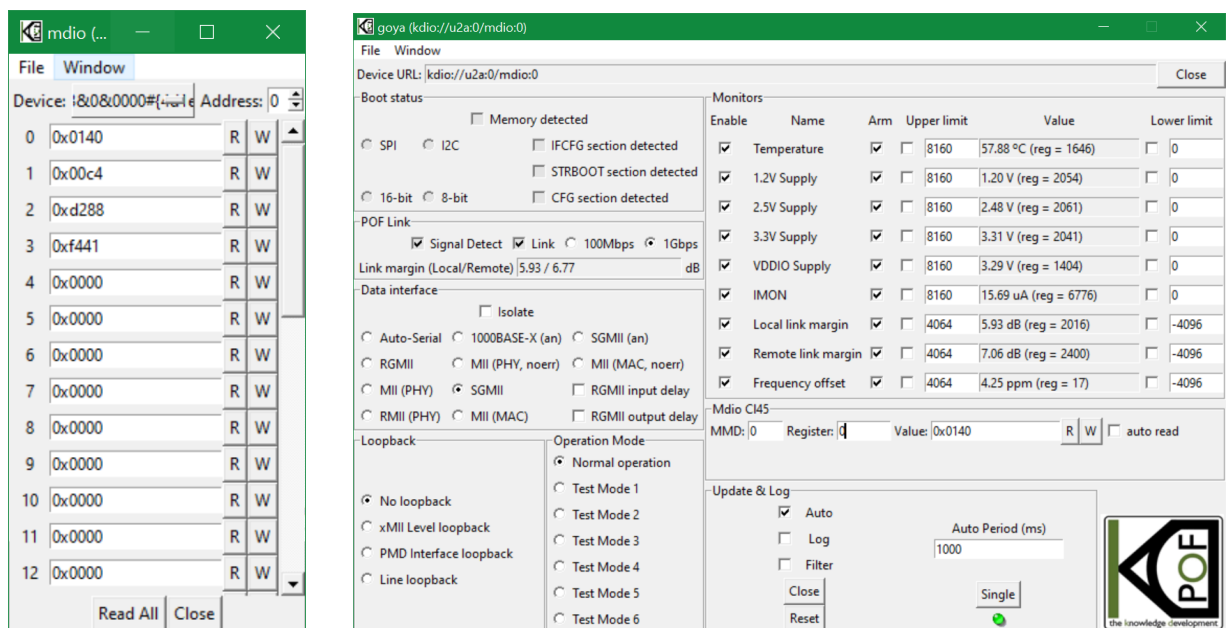 mdio (...
File Window
Device: Address: 0
0 0x0140 R W
1 0x00c4 R W
2 0xd288 R W
3 0xf441 R W
4 0x0000 R W
5 0x0000 R W
6 0x0000 R W
7 0x0000 R W
8 0x0000 R W
9 0x0000 R W
10 0x0000 R W
11 0x0000 R W
12 0x0000 R W
Read All Close
goya (kdio://u2a:0/mdio:0)
File Window
Device URL: kdio://u2a:0/mdio:0 Close
Boot status
Memory detected
SPI I2C IFCFG section detected
STRBOOT section detected
16-bit 8-bit CFG section detected
POF Link
Signal Detect Link 100Mbps 1Gbps
Link margin (Local/Remote) 5.93 / 6.77 dB
Data interface
Isolate
Auto-Serial 1000BASE-X (an) SGMII (an)
RGMII MII (PHY, noerr) MII (MAC, noerr)
MII (PHY) SGMII RGMII input delay
RMII (PHY) MII (MAC) RGMII output delay
Loopback
No loopback
xMII Level loopback
PMD Interface loopback
Line loopback
Operation Mode
Normal operation
Test Mode 1
Test Mode 2
Test Mode 3
Test Mode 4
Test Mode 5
Test Mode 6
Monitors
Enable Name Arm Upper limit Value Lower limit
Temperature 8160 57.88 ºC (reg = 1646) 0
1.2V Supply 8160 1.20 V (reg = 2054) 0
2.5V Supply 8160 2.48 V (reg = 2061) 0
3.3V Supply 8160 3.31 V (reg = 2041) 0
VDDIO Supply 8160 3.29 V (reg = 1404) 0
IMON 8160 15.69 uA (reg = 6776) 0
Local link margin 4064 5.93 dB (reg = 2016) -4096
Remote link margin 4064 7.06 dB (reg = 2400) -4096
Frequency offset 4064 4.25 ppm (reg = 17) -4096
Mdio Cl45
MMD: 0 Register: 0 Value: 0x0140 R W auto read
Update & Log
Auto
Log
Filter
Close
Reset
Auto Period (ms)
1000
Single
KDPOF
the knowledge development